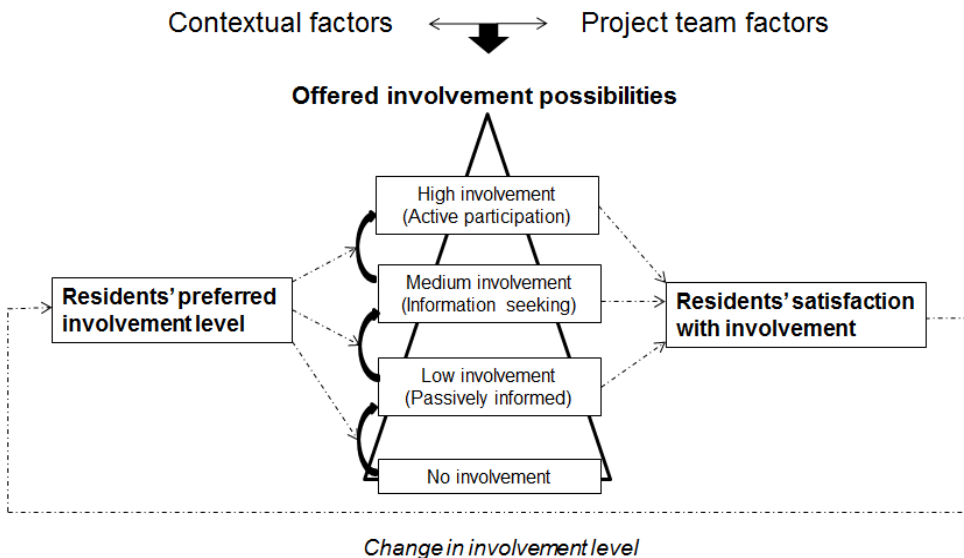 Contextual factors Project team factors
Offered involvement possibilities
High involvement
(Active participation)
Medium involvement
(Information seeking)
Residents' preferred
involvement level
Residents' satisfaction
with involvement
Low involvement
(Passively informed)
No involvement
Change in involvement level